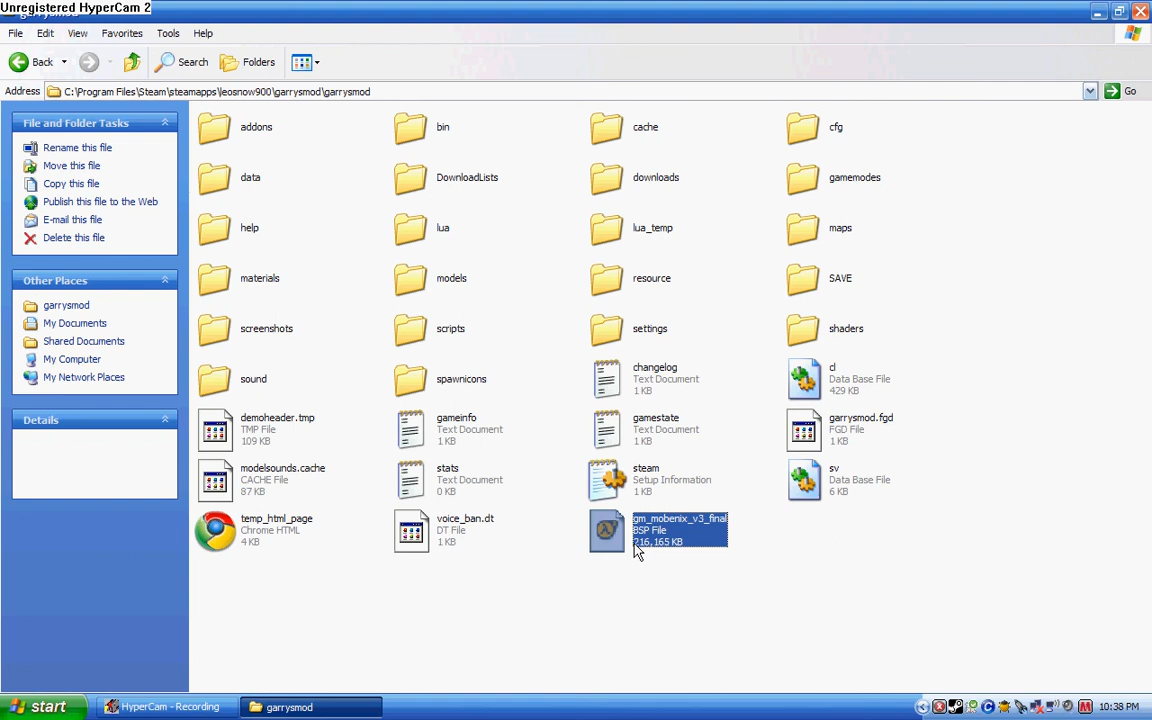 Unregistered HyperCam 2
garrysmod
File Edit View Favorites Tools Help
Back Search Folders
Address C:\Program Files\Steam\steamapps\leosnow900\garrysmod\garrysmod Go
File and Folder Tasks
Rename this file
Move this file
Copy this file
Publish this file to the Web
E-mail this file
Delete this file
Other Places
garrysmod
My Documents
Shared Documents
My Computer
My Network Places
Details
addons bin cache cfg
data DownloadLists downloads gamemodes
help lua lua_temp maps
materials models resource SAVE
screenshots scripts settings shaders
sound spawnicons
changelog
Text Document
1 KB
cl
Data Base File
429 KB
demoheader.tmp
TMP File
109 KB
gameinfo
Text Document
1 KB
gamestate
Text Document
1 KB
garrysmod.fgd
FGD File
1 KB
modelsounds.cache
CACHE File
87 KB
stats
Text Document
0 KB
steam
Setup Information
1 KB
sv
Data Base File
6 KB
temp_html_page
Chrome HTML
4 KB
voice_ban.dt
DT File
1 KB
gm_mobenix_v3_final
BSP File
216,165 KB
start HyperCam - Recording garrysmod 10:38 PM